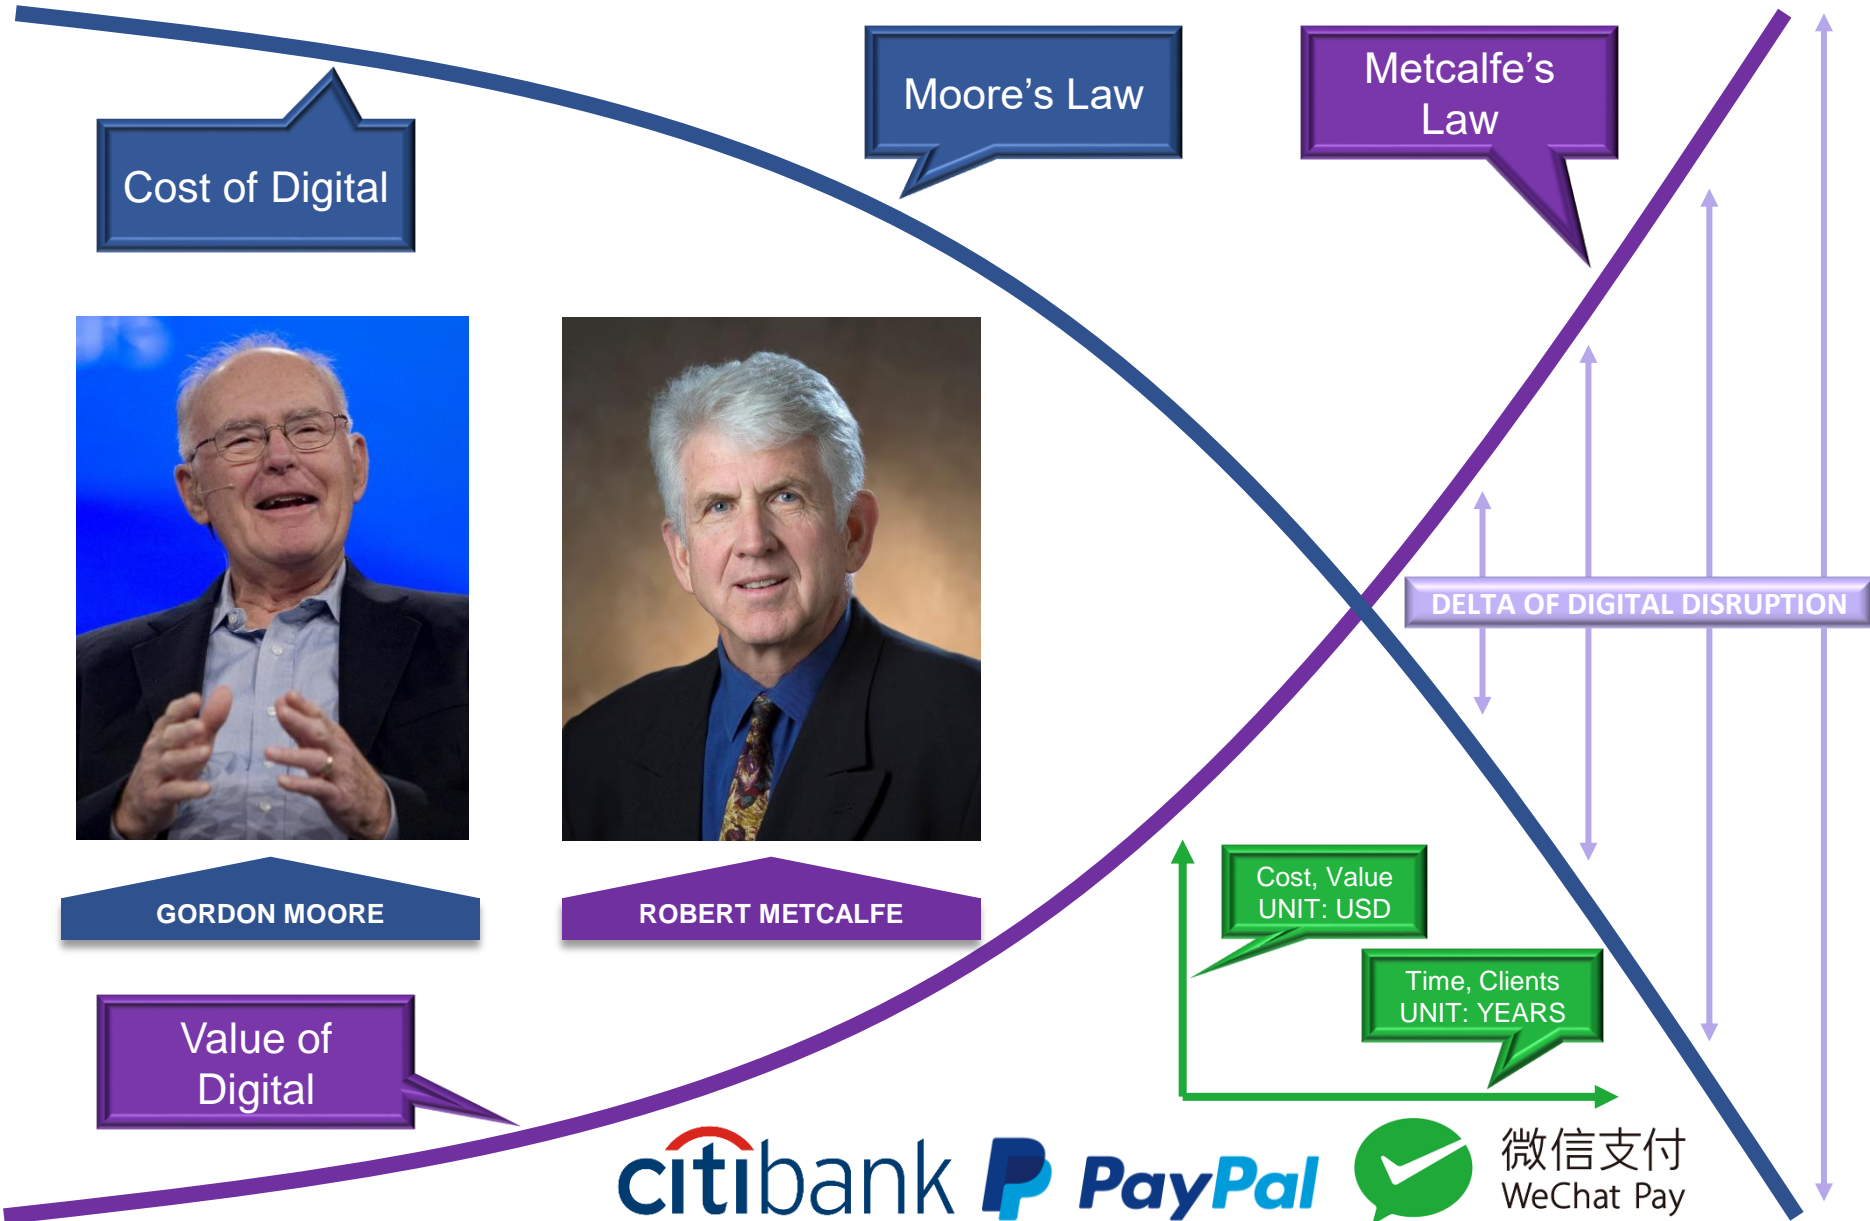 Cost of Digital
Moore's Law
Metcalfe's
Law
DELTA OF DIGITAL DISRUPTION
GORDON MOORE
ROBERT METCALFE
Cost, Value
UNIT: USD
Time, Clients
UNIT: YEARS
Value of
Digital
citibank
PayPal
微信支付
WeChat Pay